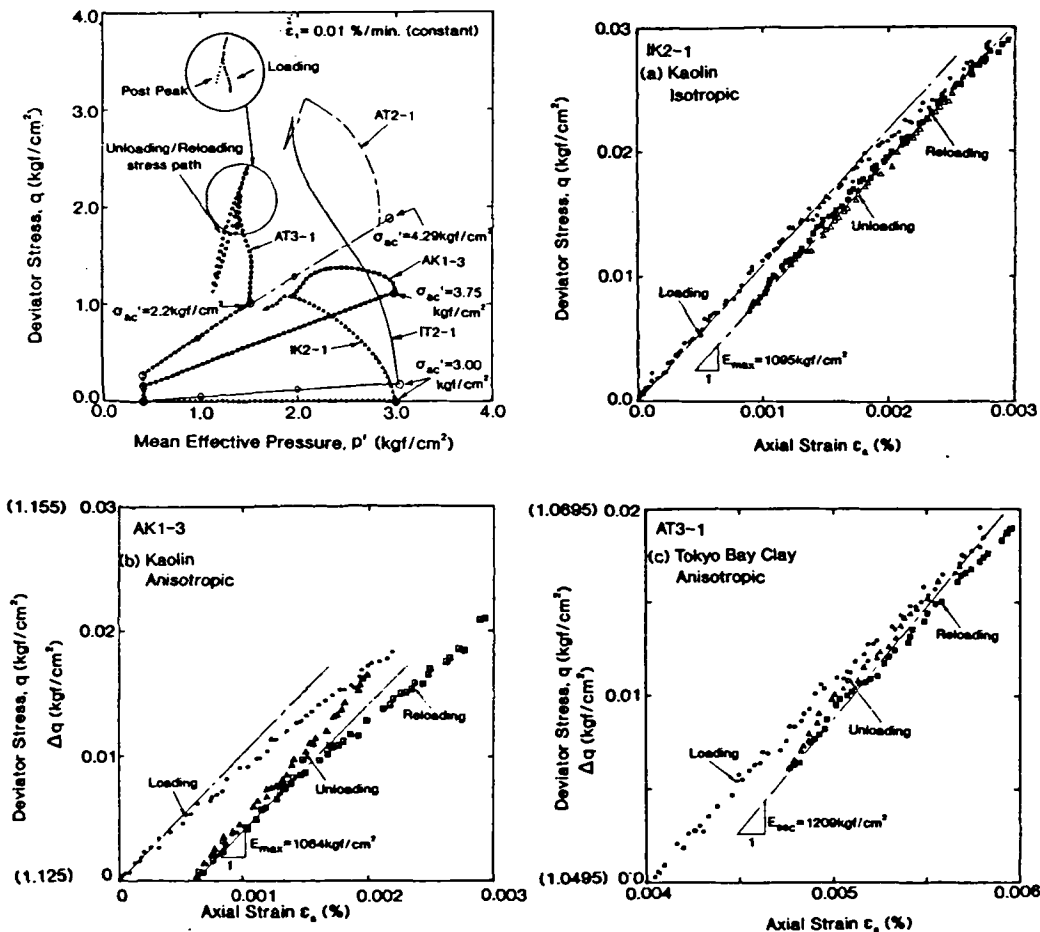 4.0
3.0
2.0
1.0
0.0
Deviator Stress, q (kgf/cm²)
ε̇₁ = 0.01 %/min. (constant)
Loading
Post Peak
AT2-1
Unloading/Reloading
stress path
AT3-1
σac'=4.29kgf/cm²
AK1-3
σac'=2.2kgf/cm²
σac'=3.75
kgf/cm²
IK2-1
IT2-1
σac'=3.00
kgf/cm²
0.0 1.0 2.0 3.0 4.0
Mean Effective Pressure, p' (kgf/cm²)
0.03
0.02
0.01
0.0
Deviator Stress, q (kgf/cm²)
IK2-1
(a) Kaolin
Isotropic
Reloading
Unloading
Loading
Emax=1095kgf/cm²
1
0.0 0.001 0.002 0.003
Axial Strain εa (%)
(1.155) 0.03
0.02
0.01
(1.125) 0
Deviator Stress, q (kgf/cm²)
Δq (kgf/cm²)
AK1-3
(b) Kaolin
Anisotropic
Reloading
Unloading
Loading
Emax=1064kgf/cm²
1
0 0.001 0.002 0.003
Axial Strain εa (%)
(1.0695) 0.02
0.01
(1.0495) 0.0
Deviator Stress, q (kgf/cm²)
Δq (kgf/cm²)
AT3-1
(c) Tokyo Bay Clay
Anisotropic
Reloading
Unloading
Loading
Esec=1209kgf/cm²
1
0.004 0.005 0.006
Axial Strain εa (%)